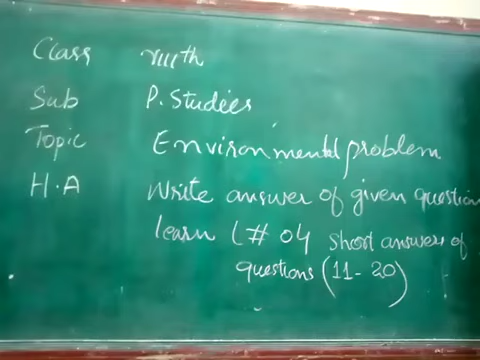 Class VIIIth
Sub P. Studies
Topic Environmental problem
H.A Write answer of given question
learn L# 04 short answers of
questions (11-20)